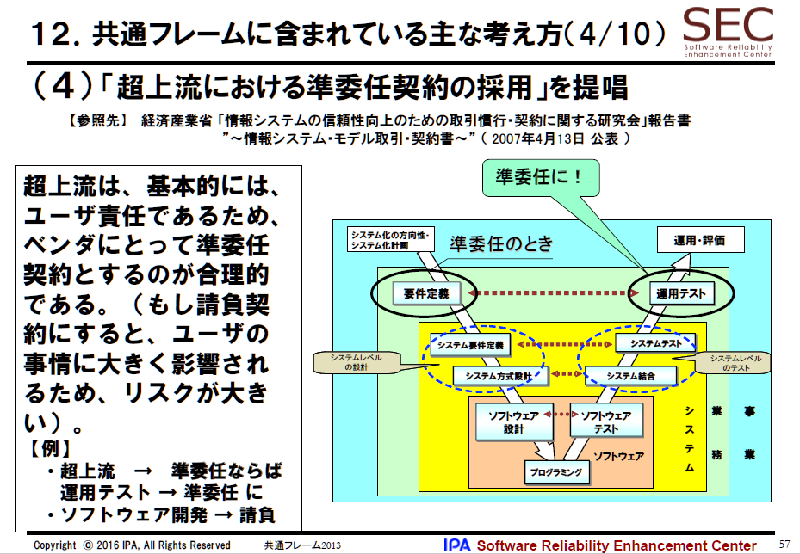 12．共通フレームに含まれている主な考え方（4/10）
SEC
Software Reliability
Enhancement Center
（4）「超上流における準委任契約の採用」を提唱
【参照先】 経済産業省 「情報システムの信頼性向上のための取引慣行・契約に関する研究会」報告書
”～情報システム・モデル取引・契約書～” （ 2007年4月13日 公表 ）
超上流は、基本的には、
ユーザ責任であるため、
ベンダにとって準委任
契約とするのが合理的
である。（もし請負契
約にすると、ユーザの
事情に大きく影響され
るため、リスクが大き
い）。
【例】
・超上流 → 準委任ならば
運用テスト → 準委任 に
・ソフトウェア開発 → 請負
準委任に！
システム化の方向性・
システム化計画
準委任のとき
運用・評価
要件定義
運用テスト
システム要件定義
システムテスト
システムレベル
の設計
システムレベル
のテスト
システム方式設計
システム結合
ソフトウェア
設計
ソフトウェア
テスト
プログラミング
ソフトウェア
システム
業務
事業
Copyright © 2016 IPA, All Rights Reserved
共通フレーム2013
IPA Software Reliability Enhancement Center
57